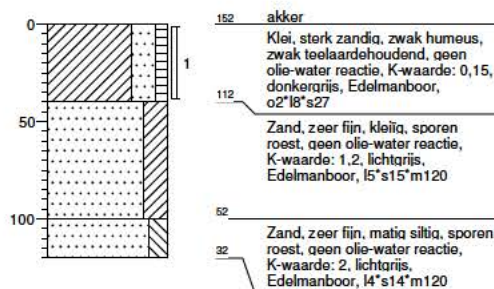 0
152 akker
Klei, sterk zandig, zwak humeus,
zwak teelaardehoudend, geen
olie-water reactie, K-waarde: 0,15,
donkergrijs, Edelmanboor,
o2*l8*s27
1
112
50
Zand, zeer fijn, kleiïg, sporen
roest, geen olie-water reactie,
K-waarde: 1,2, lichtgrijs,
Edelmanboor, l5*s15*m120
100
52
Zand, zeer fijn, matig siltig, sporen
roest, geen olie-water reactie,
K-waarde: 2, lichtgrijs,
Edelmanboor, l4*s14*m120
32